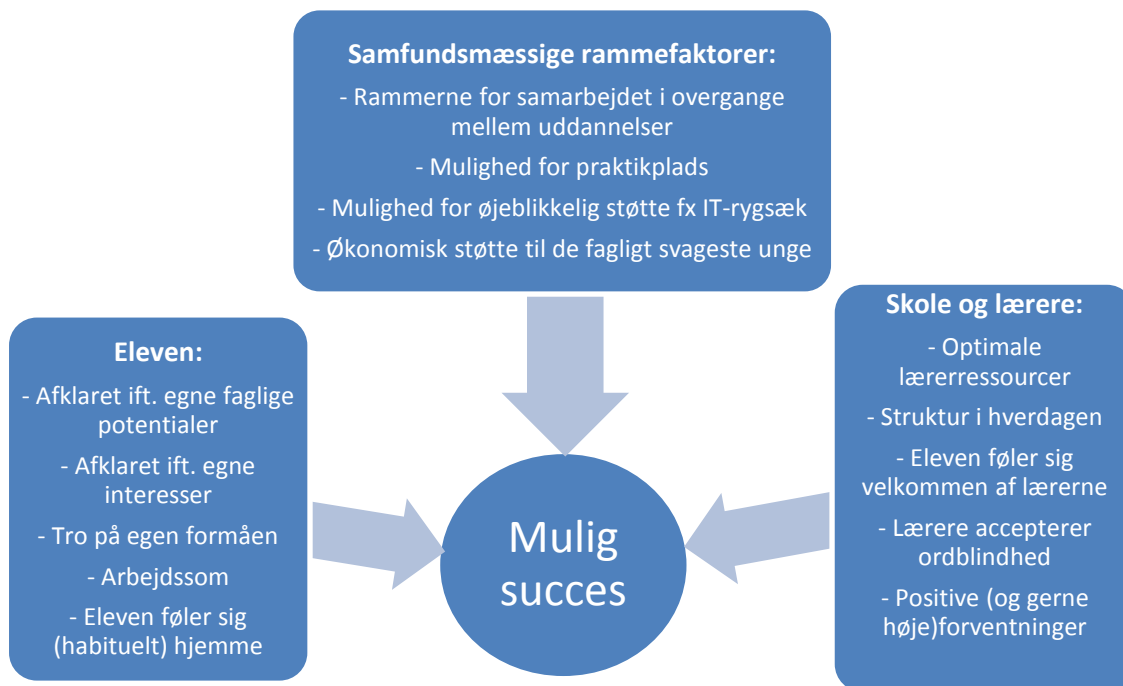 Samfundsmæssige rammefaktorer:
- Rammerne for samarbejdet i overgange
mellem uddannelser
- Mulighed for praktikplads
- Mulighed for øjeblikkelig støtte fx IT-rygsæk
- Økonomisk støtte til de fagligt svageste unge
Eleven:
- Afklaret ift. egne faglige
potentialer
- Afklaret ift. egne
interesser
- Tro på egen formåen
- Arbejdssom
- Eleven føler sig
(habituelt) hjemme
Mulig
succes
Skole og lærere:
- Optimale
lærerressourcer
- Struktur i hverdagen
- Eleven føler sig
velkommen af lærerne
- Lærere accepterer
ordblindhed
- Positive (og gerne
høje)forventninger